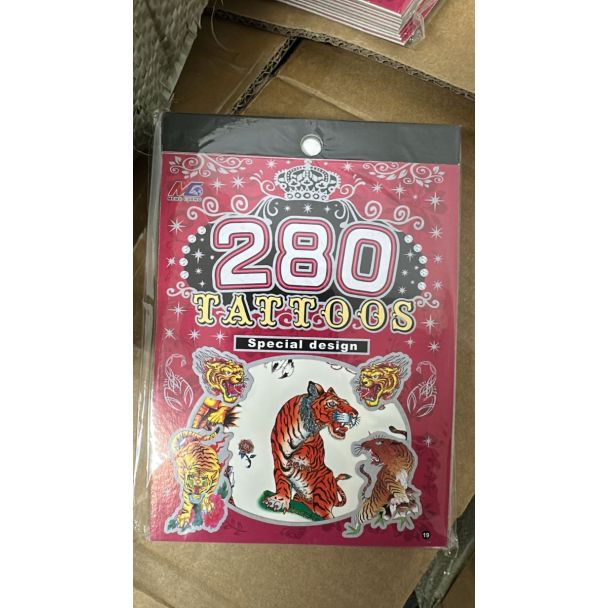 280
TATTOOS
Special design
19